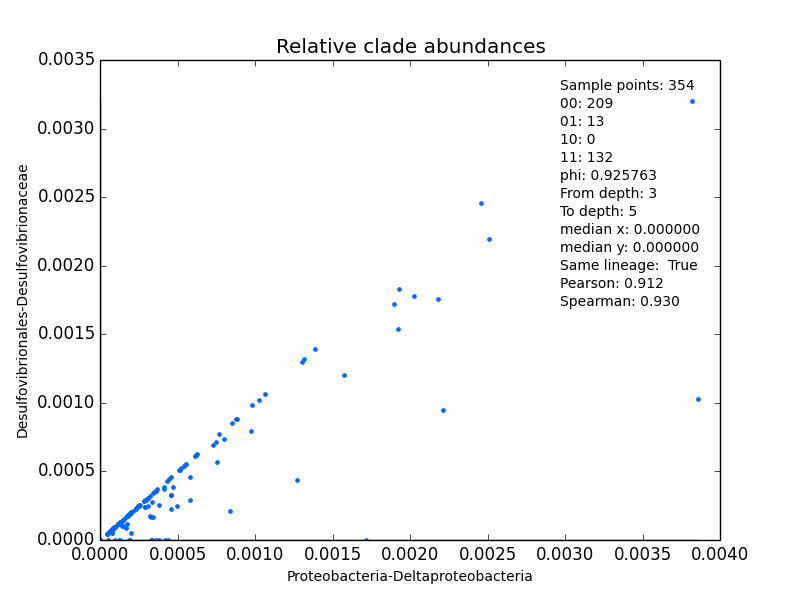 Relative clade abundances
0.0035
0.0030
0.0025
0.0020
0.0015
0.0010
0.0005
0.0000
Desulfovibrionales-Desulfovibrionaceae
Sample points: 354
00: 209
01: 13
10: 0
11: 132
phi: 0.925763
From depth: 3
To depth: 5
median x: 0.000000
median y: 0.000000
Same lineage:  True
Pearson: 0.912
Spearman: 0.930
0.0000 0.0005 0.0010 0.0015 0.0020 0.0025 0.0030 0.0035 0.0040
Proteobacteria-Deltaproteobacteria